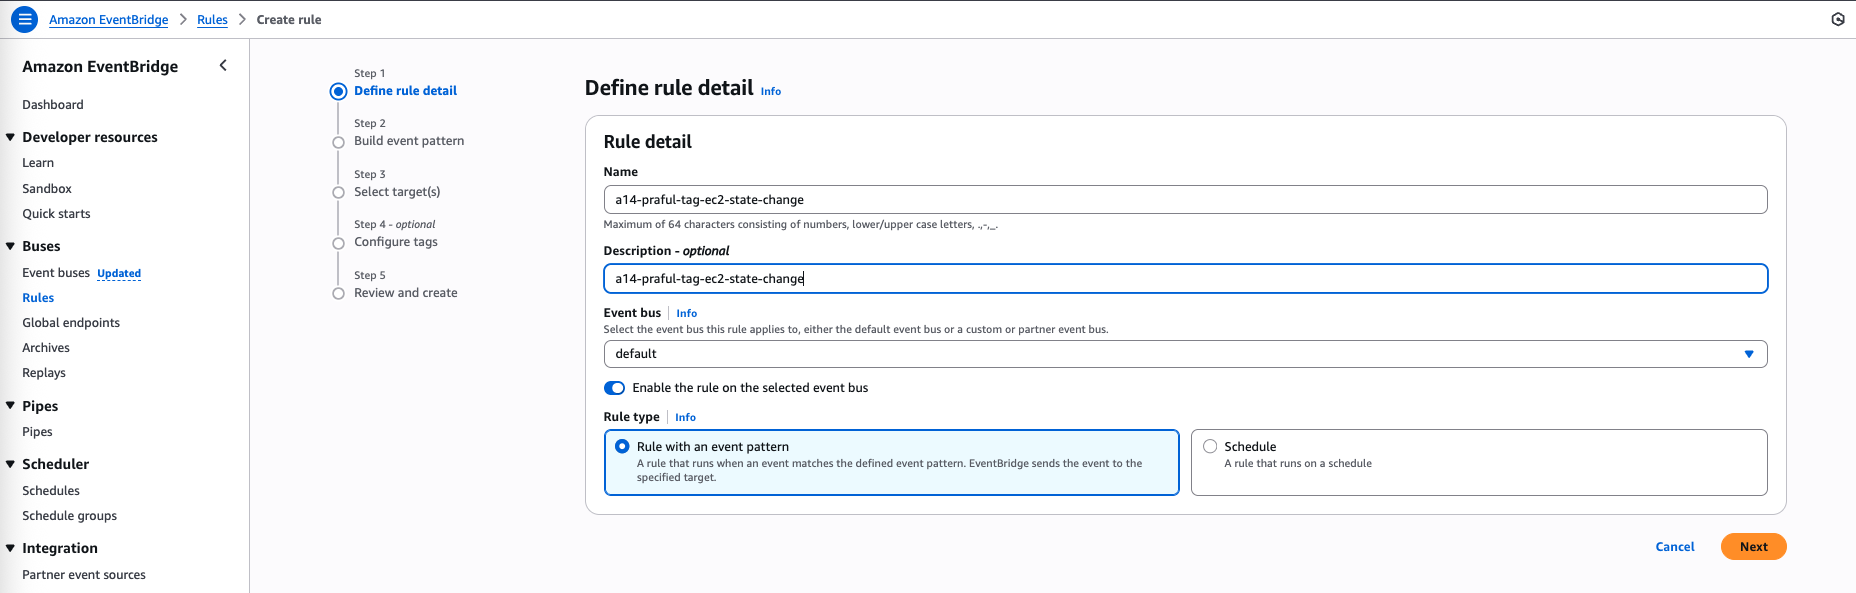 Amazon EventBridge > Rules > Create rule
Amazon EventBridge
Dashboard
Developer resources
Learn
Sandbox
Quick starts
Buses
Event buses Updated
Rules
Global endpoints
Archives
Replays
Pipes
Pipes
Scheduler
Schedules
Schedule groups
Integration
Partner event sources
Step 1
Define rule detail
Step 2
Build event pattern
Step 3
Select target(s)
Step 4 - optional
Configure tags
Step 5
Review and create
Define rule detail Info
Rule detail
Name
a14-praful-tag-ec2-state-change
Maximum of 64 characters consisting of numbers, lower/upper case letters, .,-,_.
Description - optional
a14-praful-tag-ec2-state-change
Event bus Info
Select the event bus this rule applies to, either the default event bus or a custom or partner event bus.
default
Enable the rule on the selected event bus
Rule type Info
Rule with an event pattern
A rule that runs when an event matches the defined event pattern. EventBridge sends the event to the
specified target.
Schedule
A rule that runs on a schedule
Cancel
Next